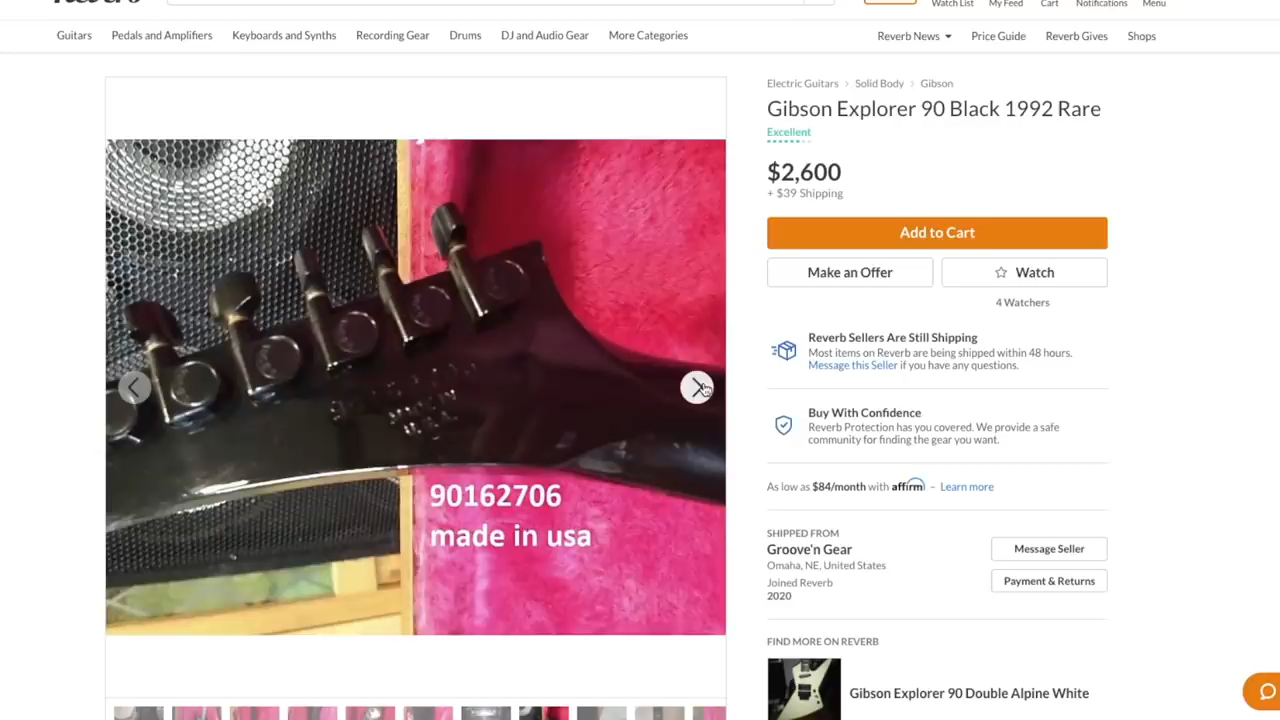 Watch List
My Feed
Cart
Notifications
Menu
Guitars
Pedals and Amplifiers
Keyboards and Synths
Recording Gear
Drums
DJ and Audio Gear
More Categories
Reverb News
Price Guide
Reverb Gives
Shops
Electric Guitars > Solid Body > Gibson
Gibson Explorer 90 Black 1992 Rare
Excellent
$2,600
+ $39 Shipping
Add to Cart
Make an Offer
Watch
4 Watchers
Reverb Sellers Are Still Shipping
Most items on Reverb are being shipped within 48 hours.
Message this Seller if you have any questions.
Buy With Confidence
Reverb Protection has you covered. We provide a safe
community for finding the gear you want.
As low as $84/month with affirm – Learn more
SHIPPED FROM
Groove'n Gear
Omaha, NE, United States
Joined Reverb
2020
Message Seller
Payment & Returns
FIND MORE ON REVERB
Gibson Explorer 90 Double Alpine White
90162706
made in usa